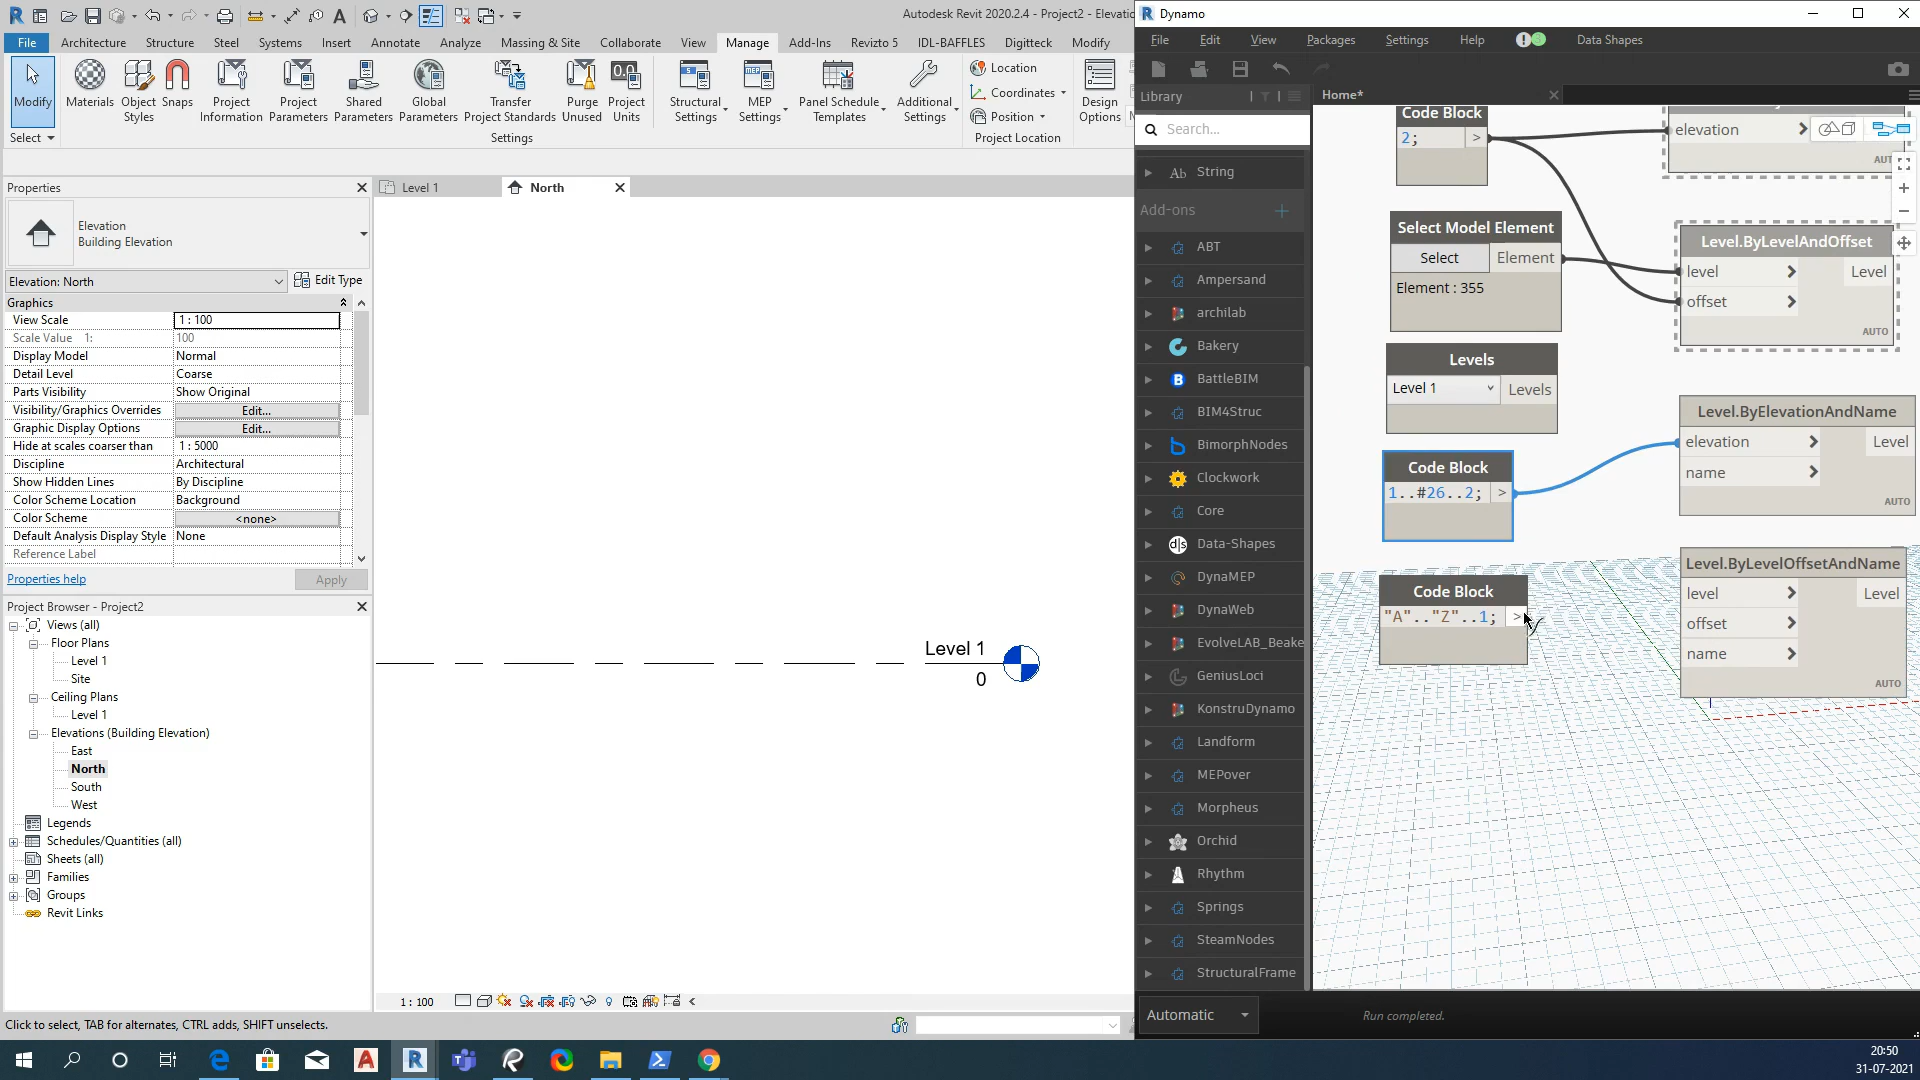 Autodesk Revit 2020.2.4 - Project2 - Elevatio
Dynamo
File
Architecture
Structure
Steel
Systems
Insert
Annotate
Analyze
Massing & Site
Collaborate
View
Manage
Add-Ins
Revizto 5
IDL-BAFFLES
Digitteck
Modify
File
Edit
View
Packages
Settings
Help
Data Shapes
Modify
Materials
Object
Styles
Snaps
Project
Information
Project
Parameters
Shared
Parameters
Global
Parameters
Transfer
Project Standards
Purge
Unused
Project
Units
Structural
Settings
MEP
Settings
Panel Schedule
Templates
Additional
Settings
Location
Coordinates
Position
Design
Options
Select
Settings
Project Location
Properties
Elevation
Building Elevation
Elevation: North
Edit Type
Graphics
View Scale
1 : 100
Scale Value 1:
100
Display Model
Normal
Detail Level
Coarse
Parts Visibility
Show Original
Visibility/Graphics Overrides
Edit...
Graphic Display Options
Edit...
Hide at scales coarser than
1 : 5000
Discipline
Architectural
Show Hidden Lines
By Discipline
Color Scheme Location
Background
Color Scheme
<none>
Default Analysis Display Style
None
Reference Label
Properties help
Apply
Project Browser - Project2
Views (all)
Floor Plans
Level 1
Site
Ceiling Plans
Level 1
Elevations (Building Elevation)
East
North
South
West
Legends
Schedules/Quantities (all)
Sheets (all)
Families
Groups
Revit Links
Level 1
North
Level 1
0
1 : 100
Click to select, TAB for alternates, CTRL adds, SHIFT unselects.
Library
Search...
String
Add-ons
ABT
Ampersand
archilab
Bakery
BattleBIM
BIM4Struc
BimorphNodes
Clockwork
Core
Data-Shapes
DynaMEP
DynaWeb
EvolveLAB_Beake
GeniusLoci
KonstruDynamo
Landform
MEPover
Morpheus
Orchid
Rhythm
Springs
SteamNodes
StructuralFrame
Home*
Code Block
2;
>
elevation
AUT
Select Model Element
Select
Element
Element : 355
Level.ByLevelAndOffset
level
Level
offset
AUTO
Levels
Level 1
Levels
Level.ByElevationAndName
elevation
Level
name
AUTO
Code Block
1..#26..2;
>
Code Block
"A".."Z"..1;
>
Level.ByLevelOffsetAndName
level
Level
offset
name
AUTO
Automatic
Run completed.
20:50
31-07-2021